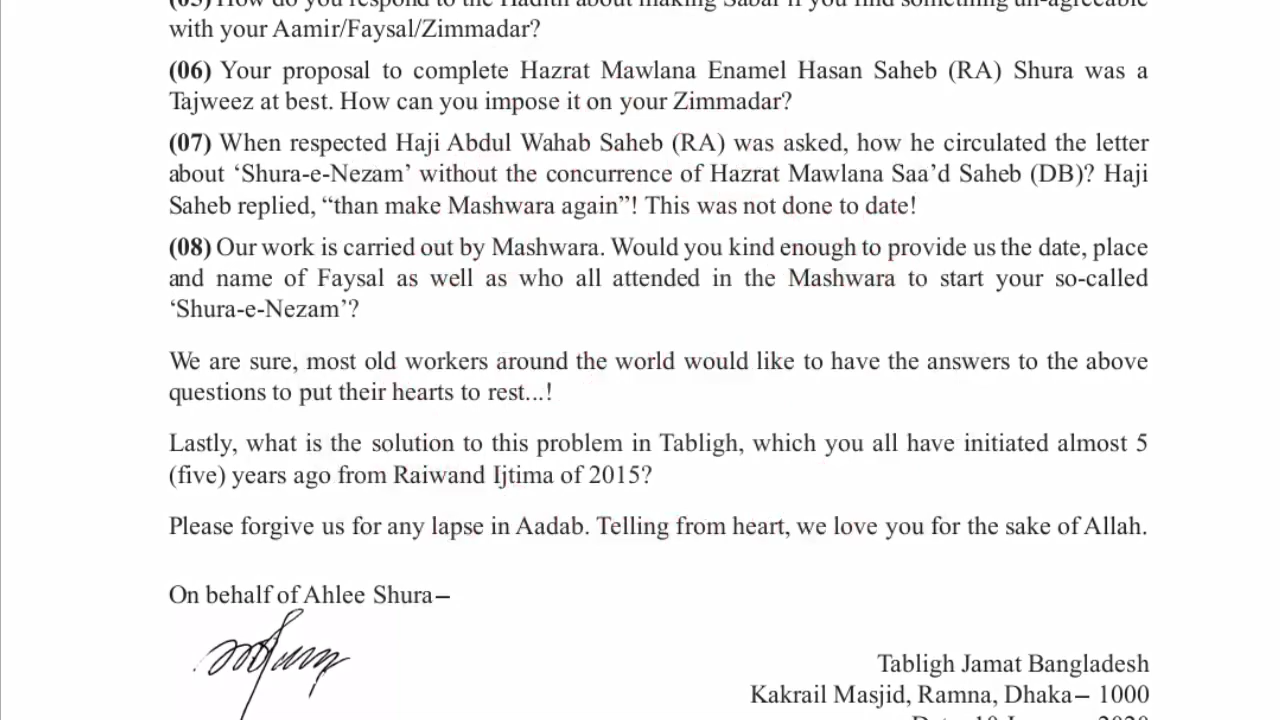 (05) How do you respond to the Hadith about making Sabar if you find something un-agreeable
with your Aamir/Faysal/Zimmadar?
(06) Your proposal to complete Hazrat Mawlana Enamel Hasan Saheb (RA) Shura was a
Tajweez at best. How can you impose it on your Zimmadar?
(07) When respected Haji Abdul Wahab Saheb (RA) was asked, how he circulated the letter
about ‘Shura-e-Nezam’ without the concurrence of Hazrat Mawlana Saa’d Saheb (DB)? Haji
Saheb replied, “than make Mashwara again”! This was not done to date!
(08) Our work is carried out by Mashwara. Would you kind enough to provide us the date, place
and name of Faysal as well as who all attended in the Mashwara to start your so-called
‘Shura-e-Nezam’?
We are sure, most old workers around the world would like to have the answers to the above
questions to put their hearts to rest...!
Lastly, what is the solution to this problem in Tabligh, which you all have initiated almost 5
(five) years ago from Raiwand Ijtima of 2015?
Please forgive us for any lapse in Aadab. Telling from heart, we love you for the sake of Allah.
On behalf of Ahlee Shura–
Tabligh Jamat Bangladesh
Kakrail Masjid, Ramna, Dhaka– 1000
2020